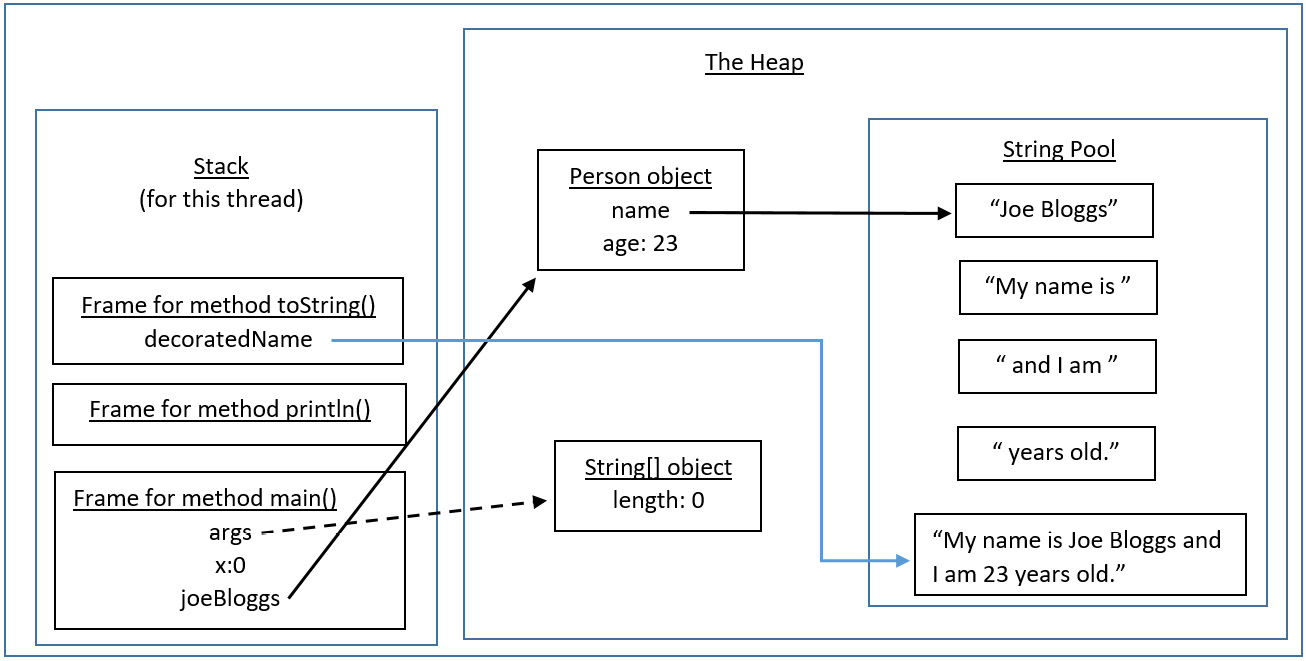 The Heap
Stack
(for this thread)
Frame for method toString()
decoratedName
Frame for method println()
Frame for method main()
args
x:0
joeBloggs
Person object
name
age: 23
String[] object
length: 0
String Pool
“Joe Bloggs”
“My name is ”
“ and I am ”
“ years old.”
“My name is Joe Bloggs and
I am 23 years old.”